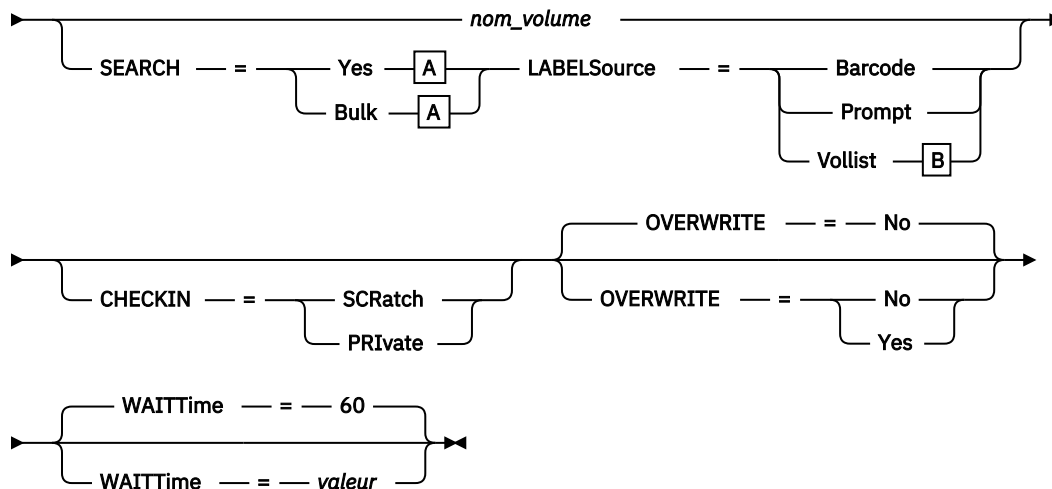 nom_volume
SEARCH = Yes A LABELSource = Barcode
Bulk A Prompt
Vollist B
OVERWRITE = No
CHECKIN = SCRatch OVERWRITE = No
PRIvate Yes
WAITTime = 60
WAITTime = valeur